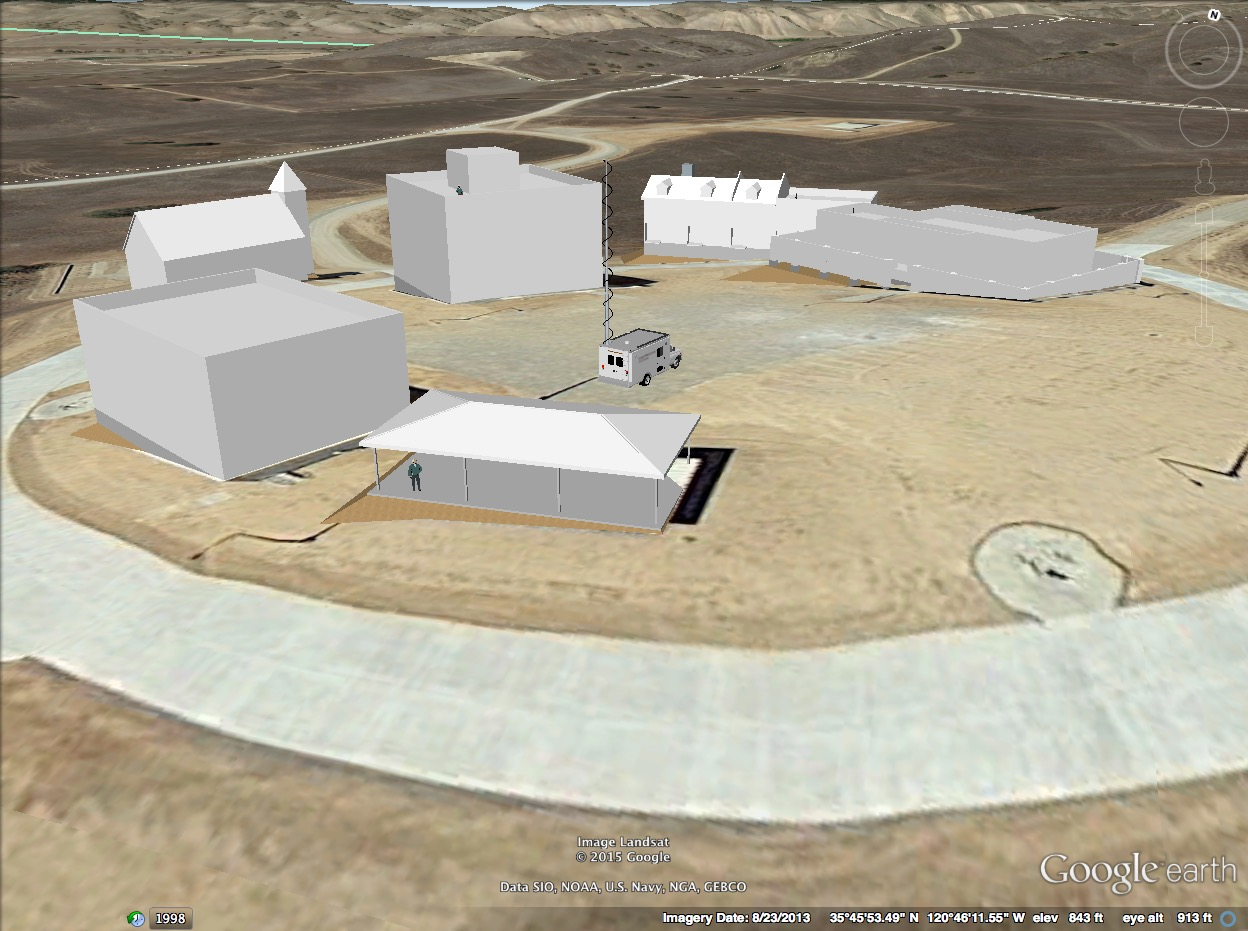 N
Image Landsat
© 2015 Google
Data SIO, NOAA, U.S. Navy, NGA, GEBCO
Google earth
1998
Imagery Date: 8/23/2013 35°45'53.49" N 120°46'11.55" W elev 843 ft eye alt 913 ft